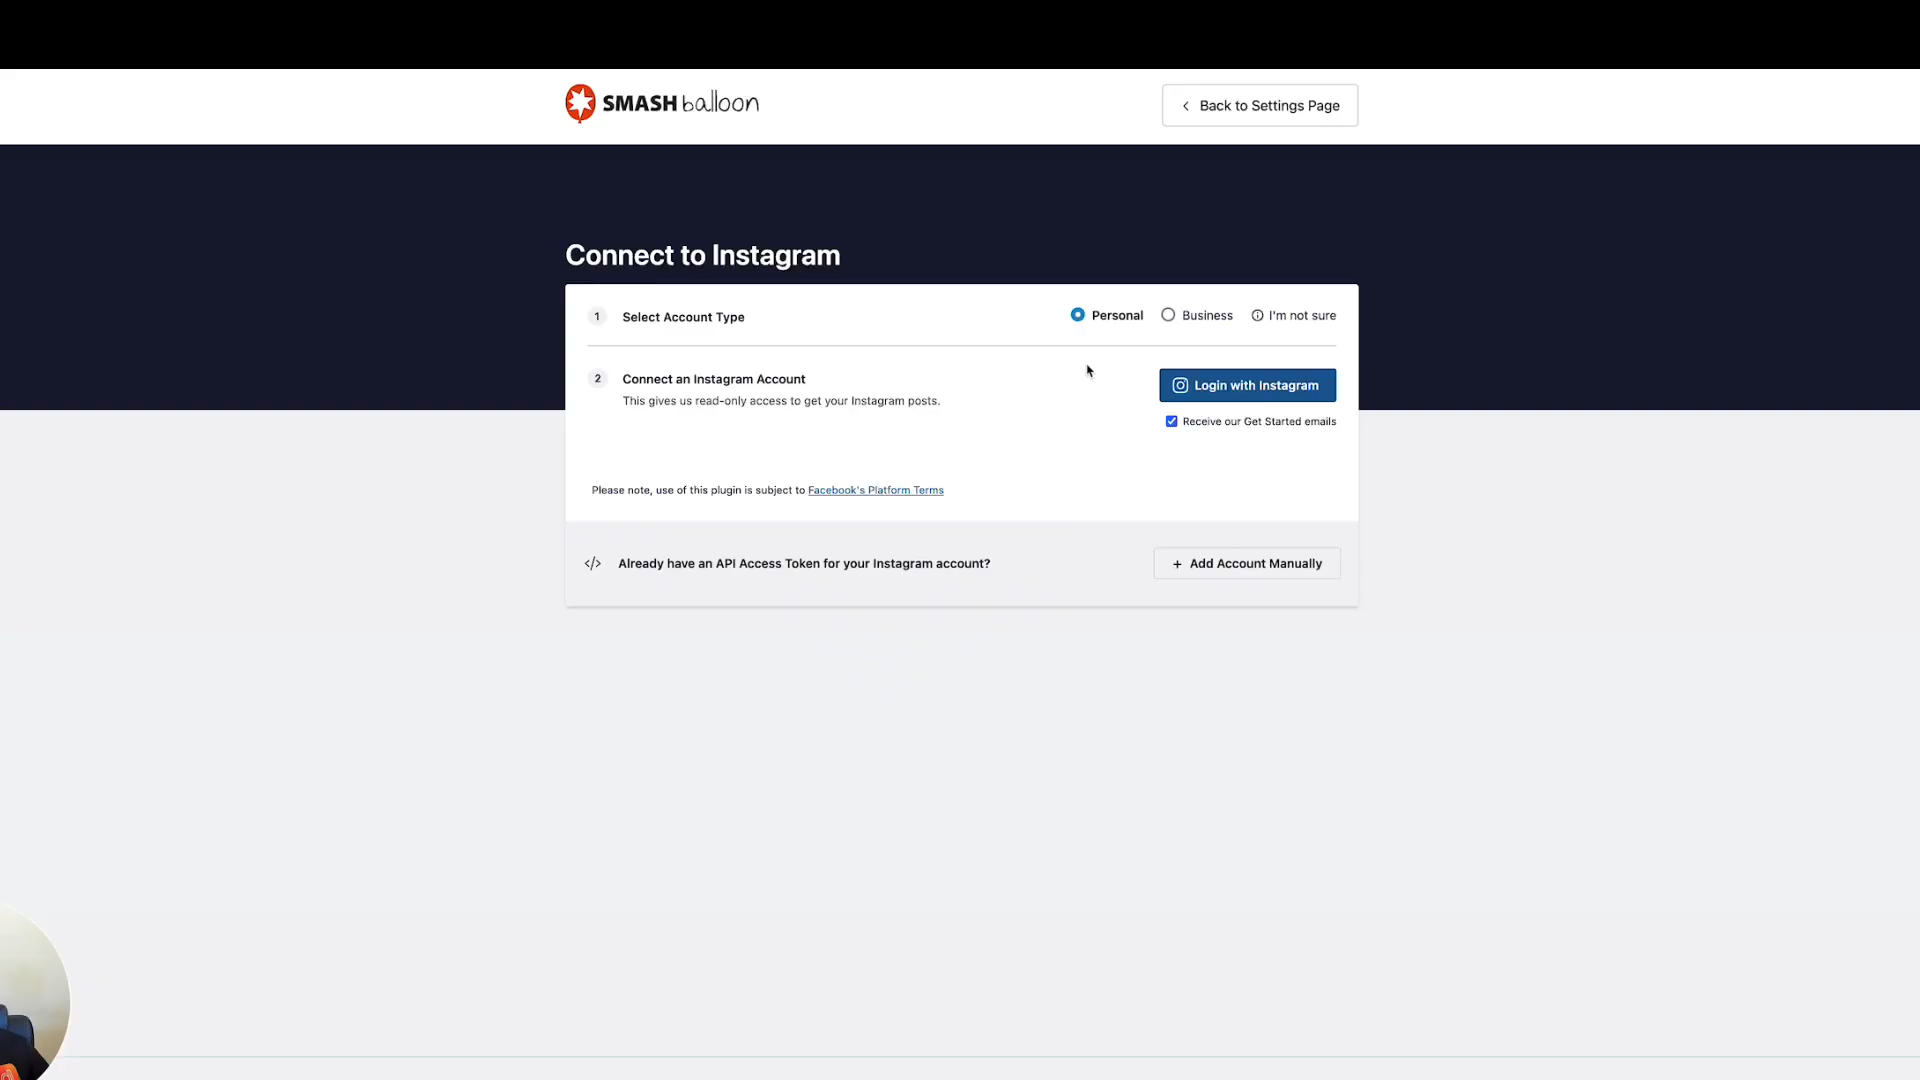 SMASH balloon
Back to Settings Page
Connect to Instagram
1 Select Account Type
Personal Business I'm not sure
2 Connect an Instagram Account
This gives us read-only access to get your Instagram posts.
Login with Instagram
Receive our Get Started emails
Please note, use of this plugin is subject to Facebook's Platform Terms
</> Already have an API Access Token for your Instagram account?
+ Add Account Manually